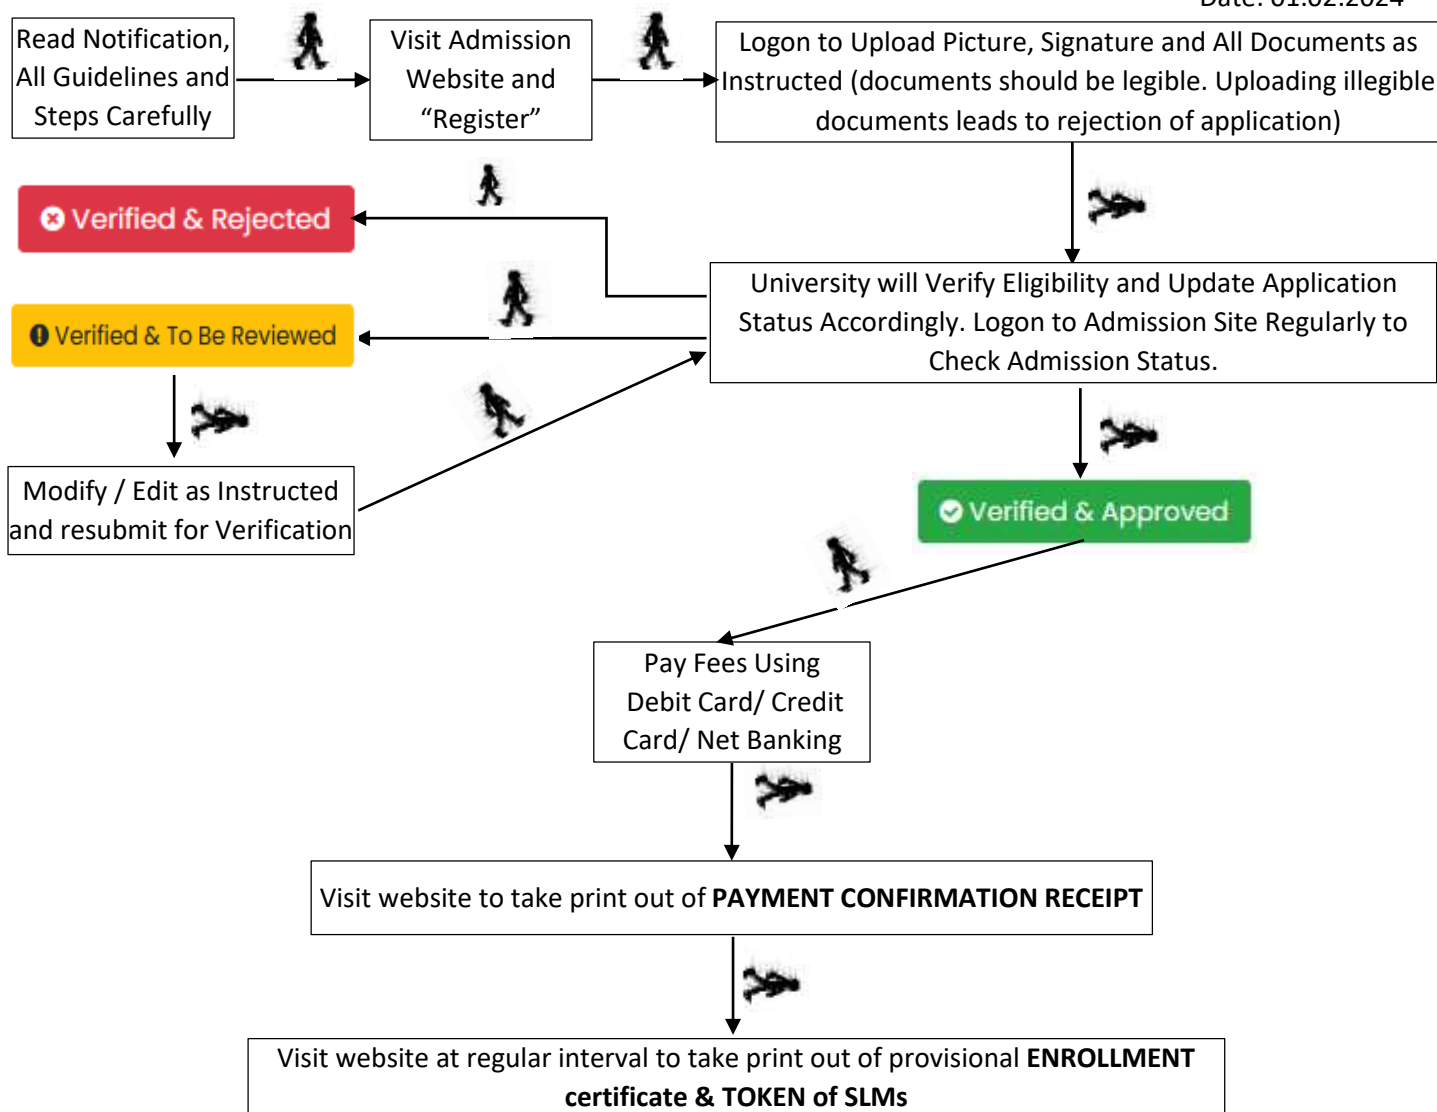 Date: 01.02.2024
Read Notification,
All Guidelines and
Steps Carefully
Visit Admission
Website and
“Register”
Logon to Upload Picture, Signature and All Documents as
Instructed (documents should be legible. Uploading illegible
documents leads to rejection of application)
Verified & Rejected
University will Verify Eligibility and Update Application
Status Accordingly. Logon to Admission Site Regularly to
Check Admission Status.
Verified & To Be Reviewed
Modify / Edit as Instructed
and resubmit for Verification
Verified & Approved
Pay Fees Using
Debit Card/ Credit
Card/ Net Banking
Visit website to take print out of PAYMENT CONFIRMATION RECEIPT
Visit website at regular interval to take print out of provisional ENROLLMENT
certificate & TOKEN of SLMs